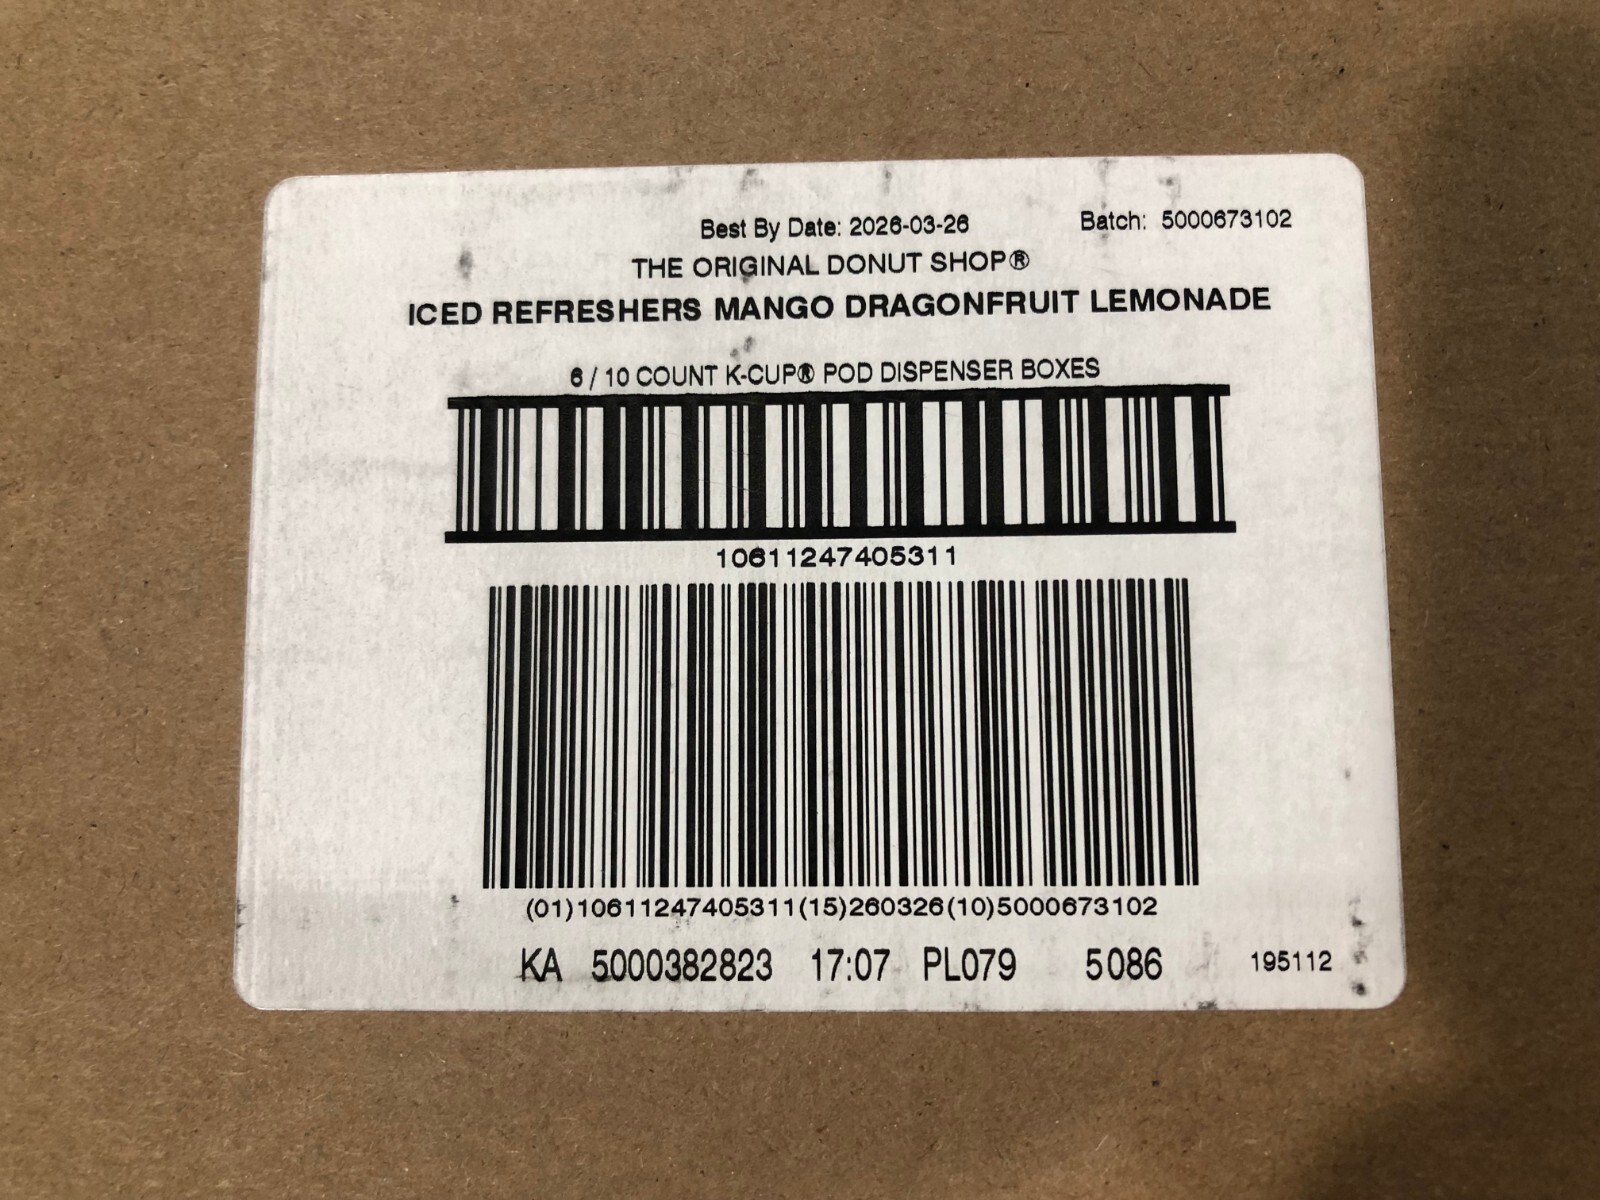 Best By Date: 2026-03-26 Batch: 5000673102
THE ORIGINAL DONUT SHOP®
ICED REFRESHERS MANGO DRAGONFRUIT LEMONADE
6 / 10 COUNT K-CUP® POD DISPENSER BOXES
10611247405311
(01)10611247405311(15)260326(10)5000673102
KA 5000382823 17:07 PL079 5086 195112